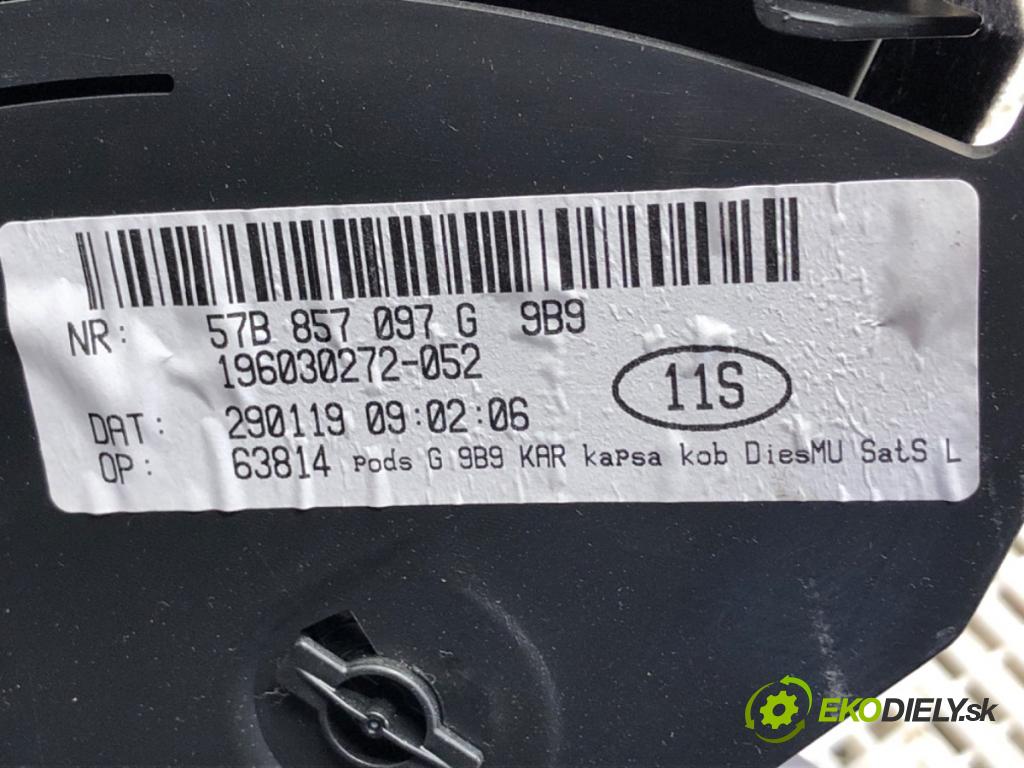 NR: 57B 857 097 G 9B9
196030272-052
11S
DAT: 290119 09:02:06
OP: 63814 Pods G 9B9 KAR kaPsa kob DiesMU SatS L
EKODIELY.sk